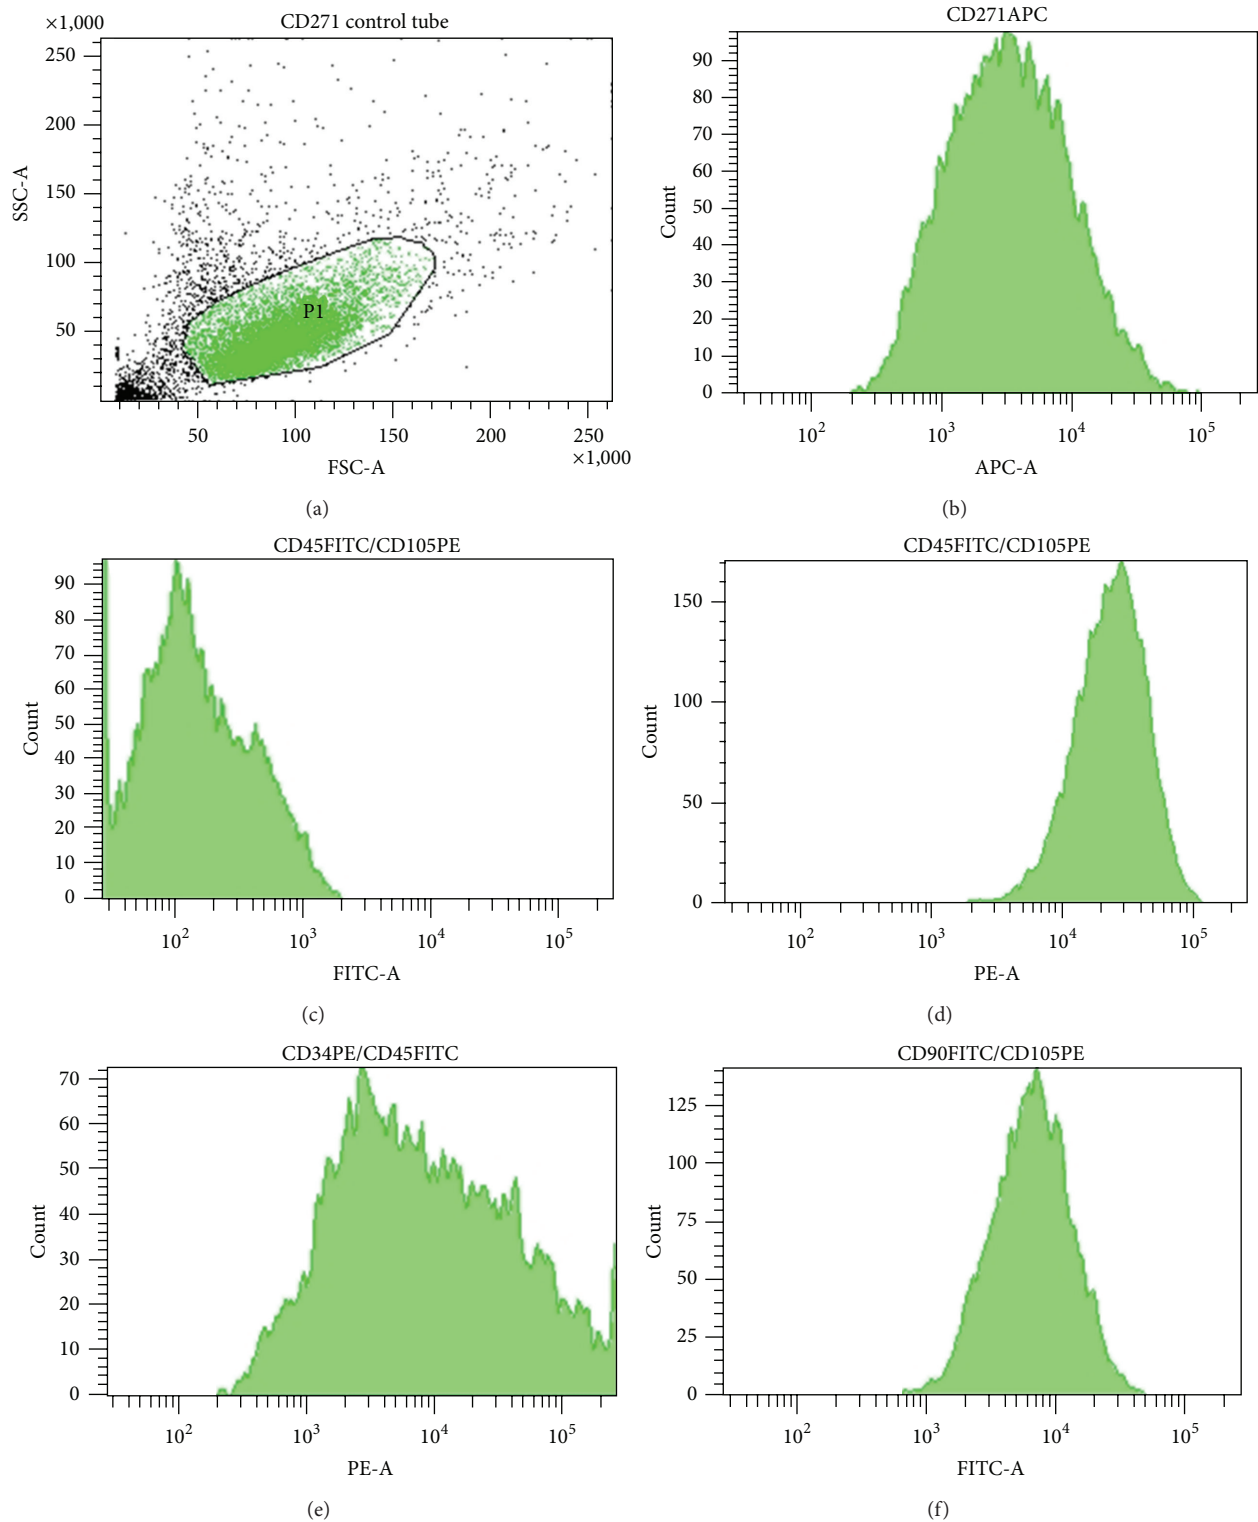 CD271 control tube
×1,000
250
200
150
100
50
SSC-A
P1
50 100 150 200 250
×1,000
FSC-A
(a)
CD271APC
90
80
70
60
50
40
30
20
10
0
Count
10² 10³ 10⁴ 10⁵
APC-A
(b)
CD45FITC/CD105PE
90
80
70
60
50
40
30
20
10
0
Count
10² 10³ 10⁴ 10⁵
FITC-A
(c)
CD45FITC/CD105PE
150
100
50
0
Count
10² 10³ 10⁴ 10⁵
PE-A
(d)
CD34PE/CD45FITC
70
60
50
40
30
20
10
0
Count
10² 10³ 10⁴ 10⁵
PE-A
(e)
CD90FITC/CD105PE
125
100
75
50
25
0
Count
10² 10³ 10⁴ 10⁵
FITC-A
(f)